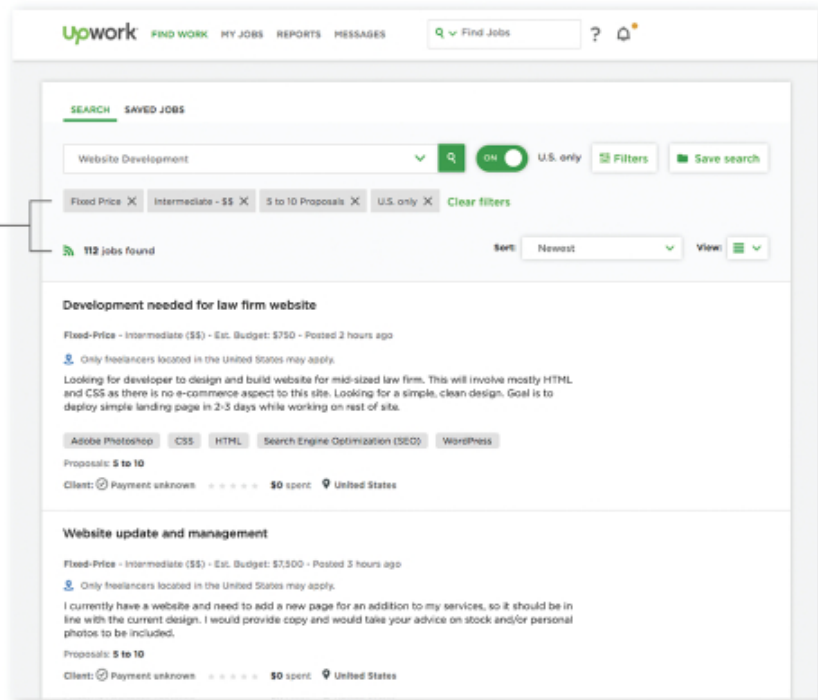 upwork FIND WORK MY JOBS REPORTS MESSAGES Find Jobs ?
SEARCH SAVED JOBS
Website Development ON U.S. only Filters Save search
Fixed Price X Intermediate - $$ X 5 to 10 Proposals X U.S. only X Clear filters
112 jobs found Sort: Newest View:
Development needed for law firm website
Fixed-Price - Intermediate ($$) - Est. Budget: $750 - Posted 2 hours ago
Only freelancers located in the United States may apply.
Looking for developer to design and build website for mid-sized law firm. This will involve mostly HTML
and CSS as there is no e-commerce aspect to this site. Looking for a simple, clean design. Goal is to
deploy simple landing page in 2-3 days while working on rest of site.
Adobe Photoshop CSS HTML Search Engine Optimization (SEO) WordPress
Proposals: 5 to 10
Client: Payment unknown $0 spent United States
Website update and management
Fixed-Price - Intermediate ($$) - Est. Budget: $7,500 - Posted 3 hours ago
Only freelancers located in the United States may apply.
I currently have a website and need to add a new page for an addition to my services, so it should be in
line with the current design. I would provide copy and would take your advice on stock and/or personal
photos to be included.
Proposals: 5 to 10
Client: Payment unknown $0 spent United States